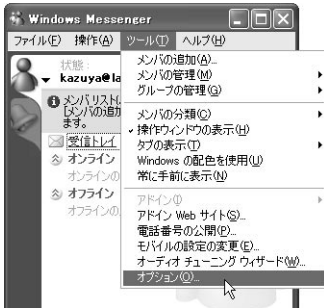 Windows Messenger
ファイル(F) 操作(A) ツール(T) ヘルプ(H)
状態:
kazuya@la
メンバリストに
[メンバの追加
ます。
受信トレイ
オンライン
オンラインの
オフライン
オフラインの
メンバの追加(A)...
メンバの管理(M)
グループの管理(G)
メンバの分類(C)
操作ウィンドウの表示(H)
タブの表示(T)
Windows の配色を使用(U)
常に手前に表示(N)
アドイン(I)
アドイン Web サイト(S)...
電話番号の公開(P)...
モバイルの設定の変更(E)...
オーディオ チューニング ウィザード(W)...
オプション(O)...